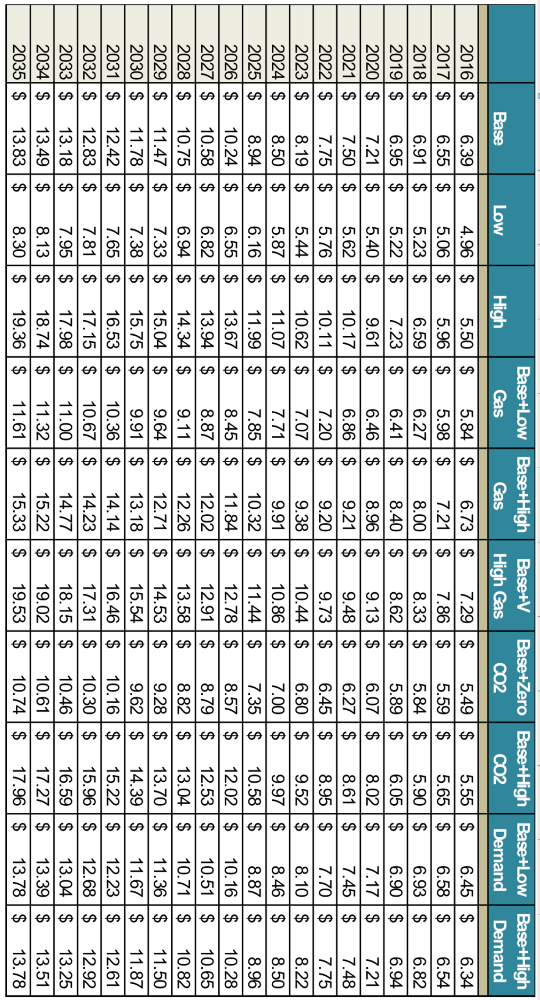 Base Low High Base+Low Gas Base+High Gas Base+V High Gas Base+Zero CO2 Base+High CO2 Base+Low Demand Base+High Demand
2016 $ 6.39 $ 4.96 $ 5.50 $ 5.84 $ 6.73 $ 7.29 $ 5.49 $ 5.55 $ 6.45 $ 6.34
2017 $ 6.55 $ 5.06 $ 5.96 $ 5.98 $ 7.21 $ 7.86 $ 5.59 $ 5.65 $ 6.58 $ 6.54
2018 $ 6.91 $ 5.23 $ 6.59 $ 6.27 $ 8.00 $ 8.33 $ 5.84 $ 5.90 $ 6.93 $ 6.82
2019 $ 6.95 $ 5.22 $ 7.23 $ 6.41 $ 8.40 $ 8.62 $ 5.89 $ 6.05 $ 6.90 $ 6.94
2020 $ 7.21 $ 5.40 $ 9.61 $ 6.46 $ 8.96 $ 9.13 $ 6.07 $ 8.02 $ 7.17 $ 7.21
2021 $ 7.50 $ 5.62 $ 10.17 $ 6.86 $ 9.21 $ 9.48 $ 6.27 $ 8.61 $ 7.45 $ 7.48
2022 $ 7.75 $ 5.76 $ 10.11 $ 7.20 $ 9.20 $ 9.73 $ 6.45 $ 8.95 $ 7.70 $ 7.75
2023 $ 8.19 $ 5.44 $ 10.62 $ 7.07 $ 9.38 $ 10.44 $ 6.80 $ 9.52 $ 8.10 $ 8.22
2024 $ 8.50 $ 5.87 $ 11.07 $ 7.71 $ 9.91 $ 10.86 $ 7.00 $ 9.97 $ 8.46 $ 8.50
2025 $ 8.94 $ 6.16 $ 11.99 $ 7.85 $ 10.32 $ 11.44 $ 7.35 $ 10.58 $ 8.87 $ 8.96
2026 $ 10.24 $ 6.55 $ 13.67 $ 8.45 $ 11.84 $ 12.78 $ 8.57 $ 12.02 $ 10.16 $ 10.28
2027 $ 10.58 $ 6.82 $ 13.94 $ 8.87 $ 12.02 $ 12.91 $ 8.79 $ 12.53 $ 10.51 $ 10.65
2028 $ 10.75 $ 6.94 $ 14.34 $ 9.11 $ 12.26 $ 13.58 $ 8.82 $ 13.04 $ 10.71 $ 10.82
2029 $ 11.47 $ 7.33 $ 15.04 $ 9.64 $ 12.71 $ 14.53 $ 9.28 $ 13.70 $ 11.36 $ 11.50
2030 $ 11.78 $ 7.38 $ 15.75 $ 9.91 $ 13.18 $ 15.54 $ 9.62 $ 14.39 $ 11.67 $ 11.87
2031 $ 12.42 $ 7.65 $ 16.53 $ 10.36 $ 14.14 $ 16.46 $ 10.16 $ 15.22 $ 12.23 $ 12.61
2032 $ 12.83 $ 7.81 $ 17.15 $ 10.67 $ 14.23 $ 17.31 $ 10.30 $ 15.96 $ 12.68 $ 12.92
2033 $ 13.18 $ 7.95 $ 17.98 $ 11.00 $ 14.77 $ 18.15 $ 10.46 $ 16.59 $ 13.04 $ 13.25
2034 $ 13.49 $ 8.13 $ 18.74 $ 11.32 $ 15.22 $ 19.02 $ 10.61 $ 17.27 $ 13.39 $ 13.51
2035 $ 13.83 $ 8.30 $ 19.36 $ 11.61 $ 15.33 $ 19.53 $ 10.74 $ 17.96 $ 13.78 $ 13.78